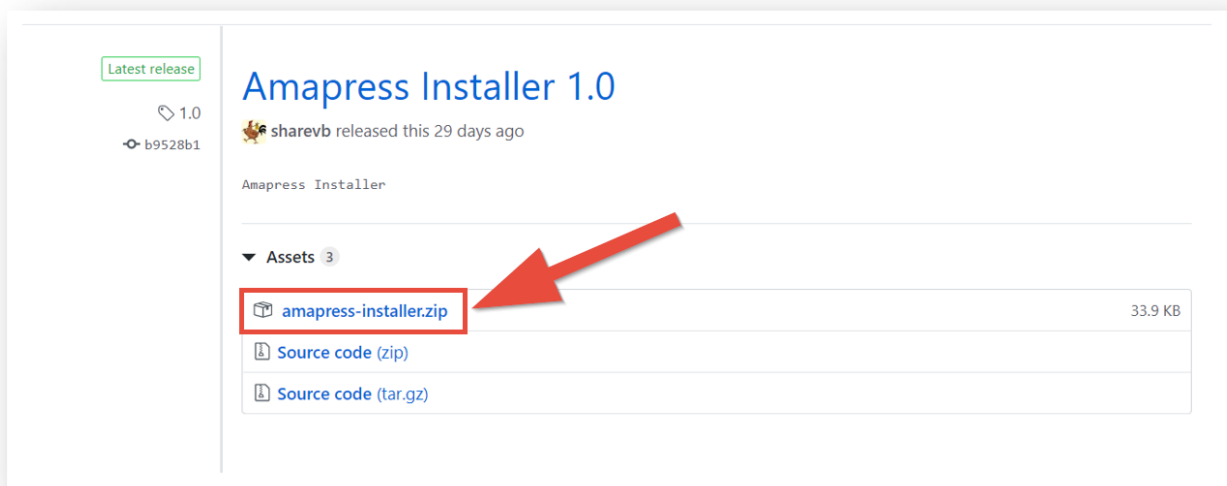 Latest release
1.0
b9528b1
Amapress Installer 1.0
sharevb released this 29 days ago
Amapress Installer
Assets 3
amapress-installer.zip 33.9 KB
Source code (zip)
Source code (tar.gz)